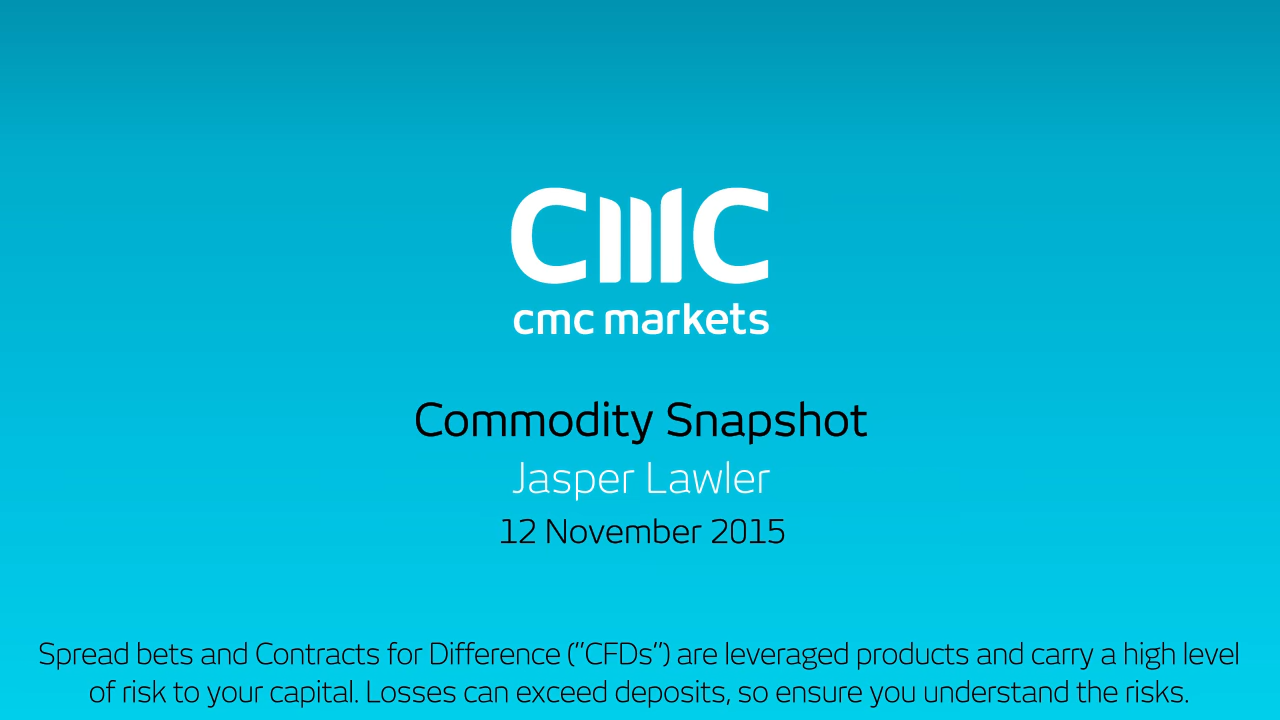 CMC
cmc markets
Commodity Snapshot
Jasper Lawler
12 November 2015
Spread bets and Contracts for Difference (“CFDs”) are leveraged products and carry a high level
of risk to your capital. Losses can exceed deposits, so ensure you understand the risks.